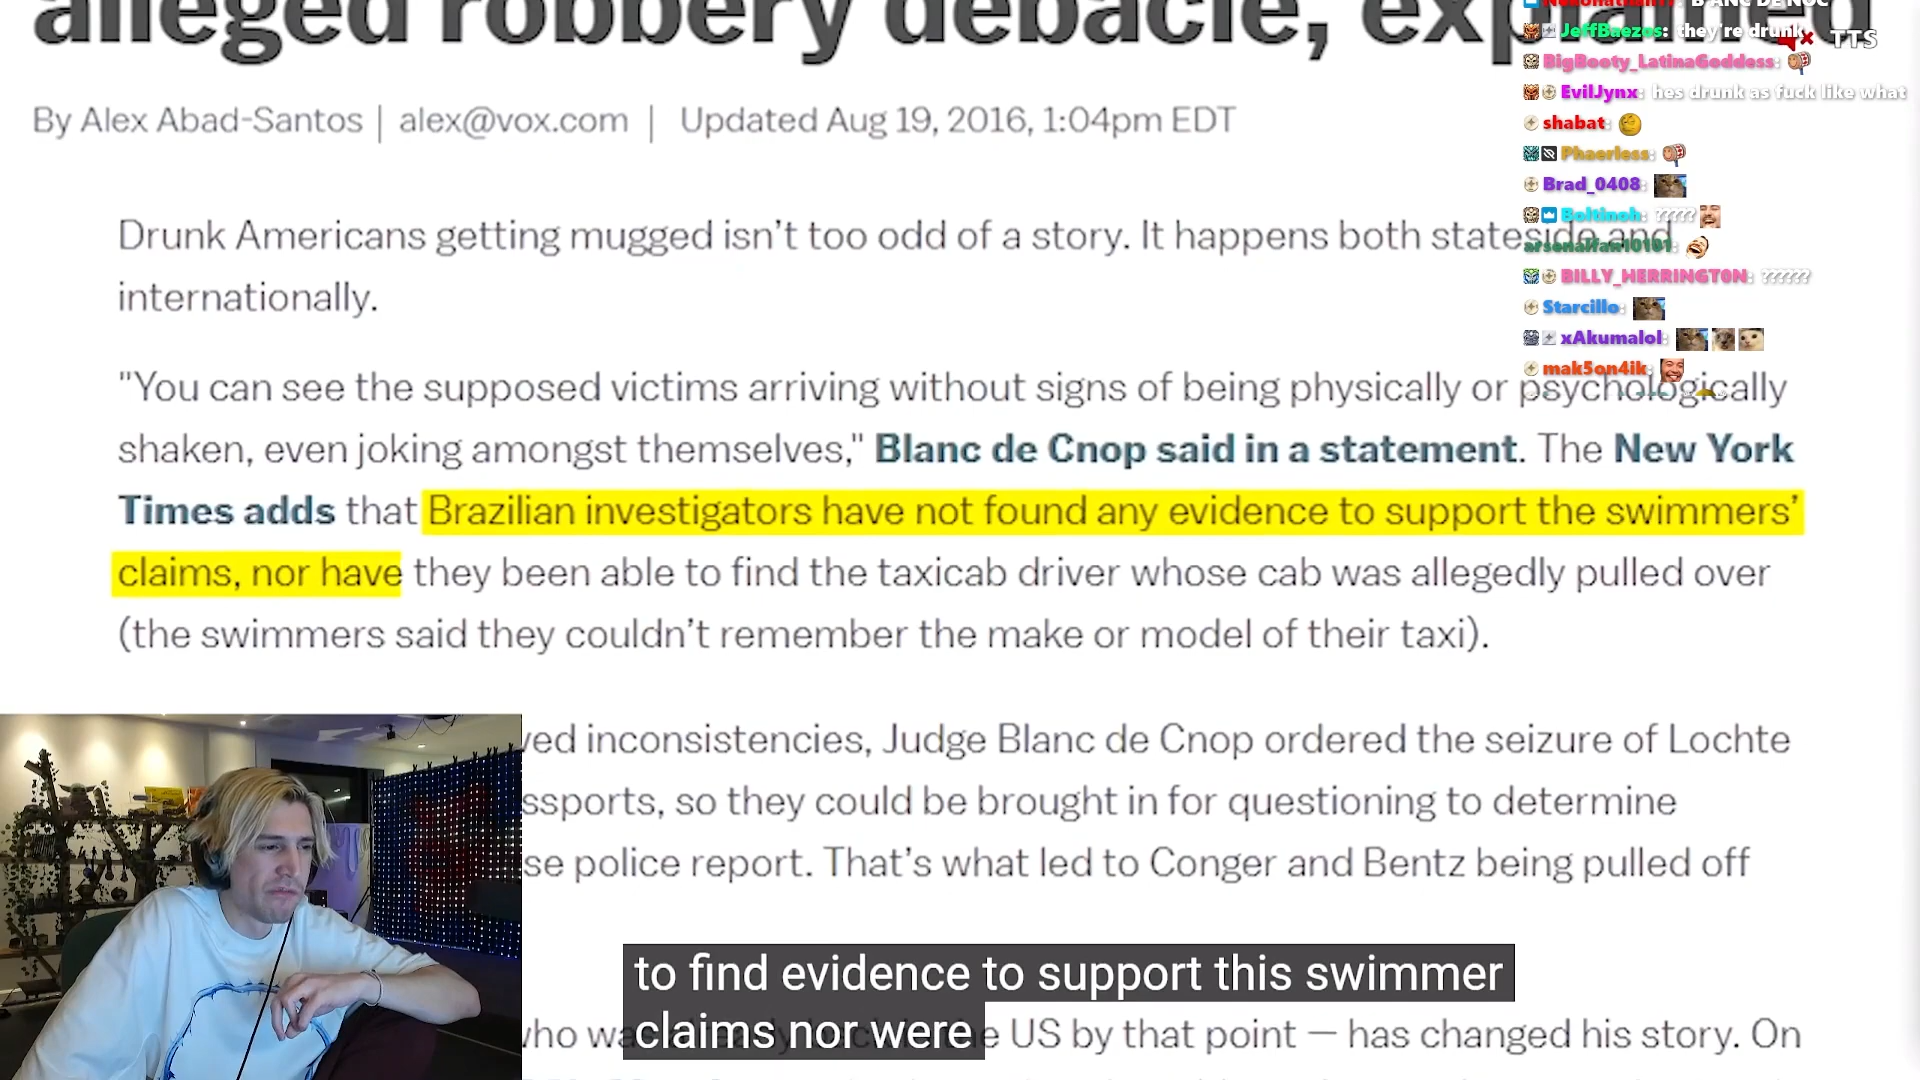 alleged robbery debacle, explained
By Alex Abad-Santos | alex@vox.com | Updated Aug 19, 2016, 1:04pm EDT
Drunk Americans getting mugged isn't too odd of a story. It happens both stateside and
internationally.
"You can see the supposed victims arriving without signs of being physically or psychologically
shaken, even joking amongst themselves," Blanc de Cnop said in a statement. The New York
Times adds that Brazilian investigators have not found any evidence to support the swimmers'
claims, nor have they been able to find the taxicab driver whose cab was allegedly pulled over
(the swimmers said they couldn't remember the make or model of their taxi).
ved inconsistencies, Judge Blanc de Cnop ordered the seizure of Lochte
ssports, so they could be brought in for questioning to determine
se police report. That's what led to Conger and Bentz being pulled off
who was the US by that point — has changed his story. On
to find evidence to support this swimmer
claims nor were
TTS
JeffBaezos: they're drunk
BigBooty_LatinaGoddess:
EvilJynx: hes drunk as fuck like what
shabat:
Phaerless:
Brad_0408:
Boltinoh: ?????
arsenalfan10101:
BILLY_HERRINGT0N: ??????
Starcillo:
xAkumalol:
mak5on4ik: